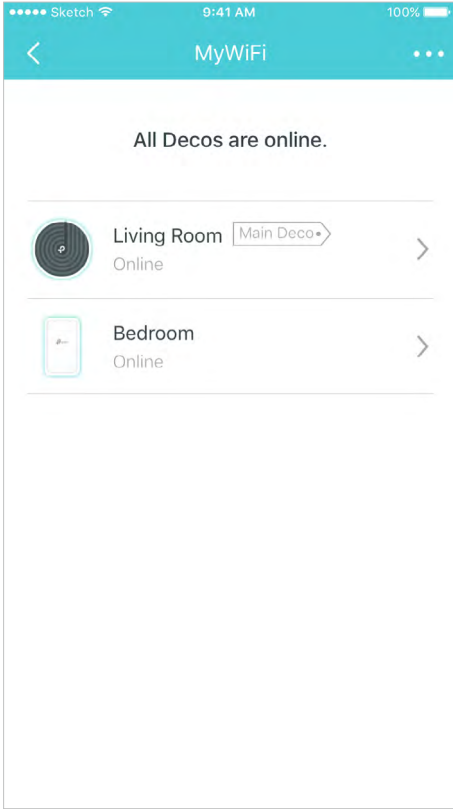 Sketch 9:41 AM 100%
MyWiFi
All Decos are online.
Living Room Main Deco
Online
Bedroom
Online